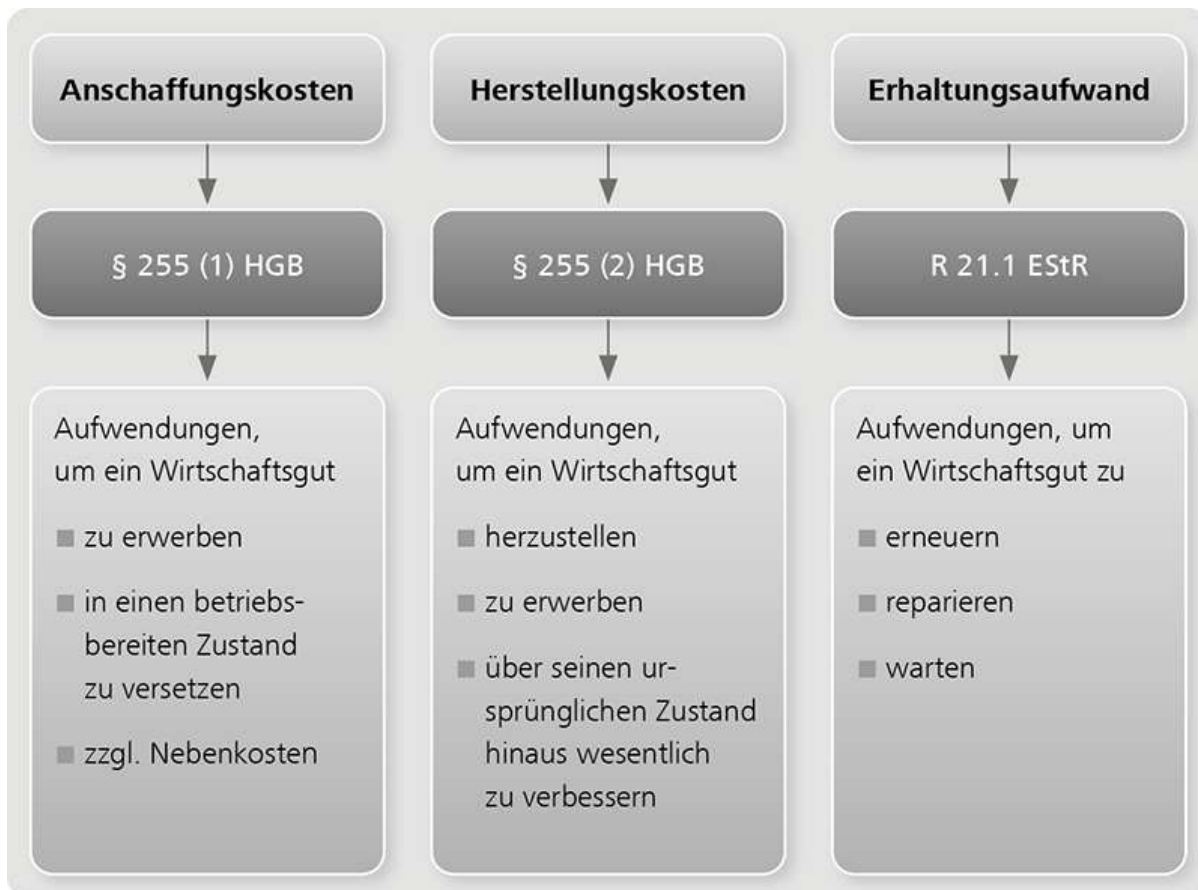 Anschaffungskosten
§ 255 (1) HGB
Aufwendungen,
um ein Wirtschaftsgut
zu erwerben
in einen betriebs-
bereiten Zustand
zu versetzen
zzgl. Nebenkosten
Herstellungskosten
§ 255 (2) HGB
Aufwendungen,
um ein Wirtschaftsgut
herzustellen
zu erwerben
über seinen ur-
sprünglichen Zustand
hinaus wesentlich
zu verbessern
Erhaltungsaufwand
R 21.1 EStR
Aufwendungen, um
ein Wirtschaftsgut zu
erneuern
reparieren
warten